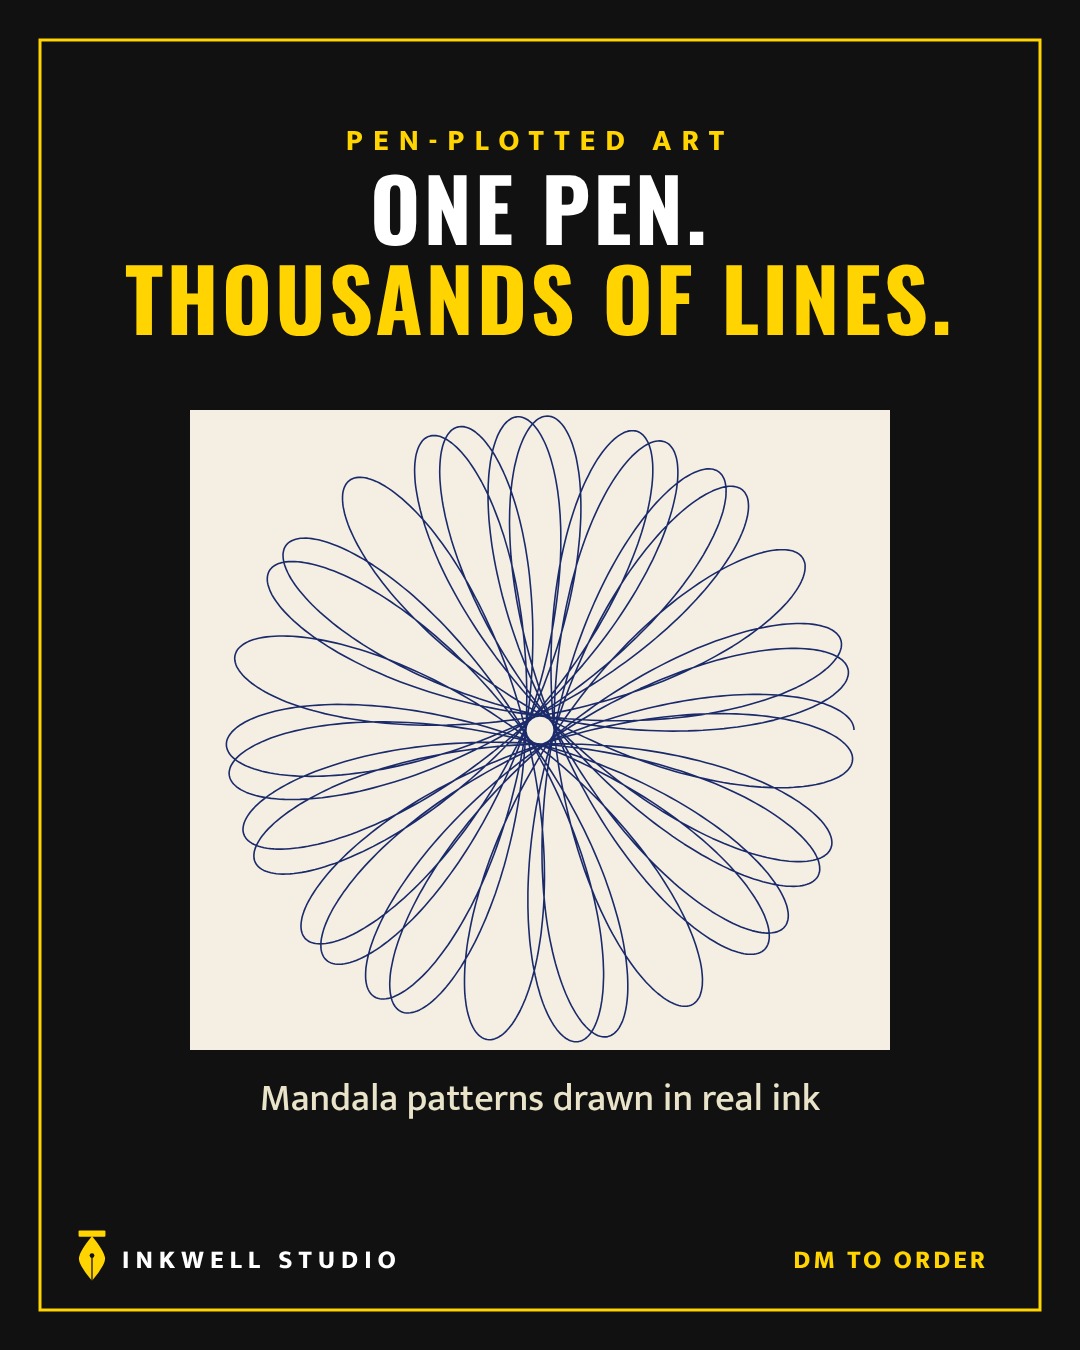 PEN-PLOTTED ART
ONE PEN.
THOUSANDS OF LINES.
Mandala patterns drawn in real ink
INKWELL STUDIO
DM TO ORDER